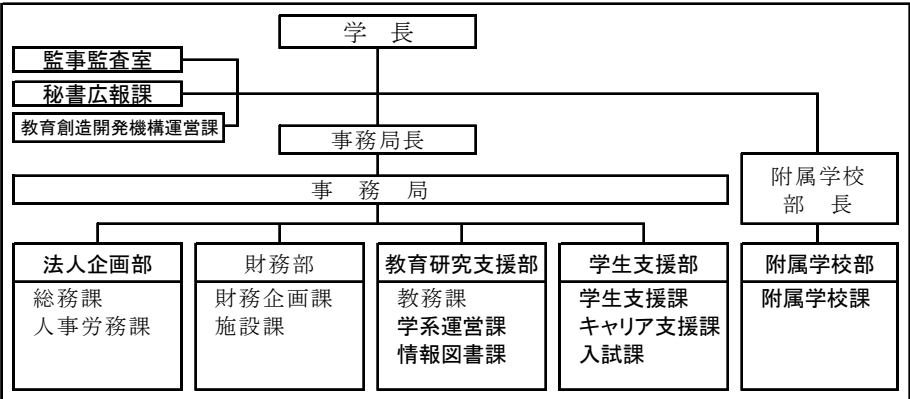 学 長
監事監査室
秘書広報課
教育創造開発機構運営課
事務局長
附属学校
部 長
事 務 局
法人企画部
総務課
人事労務課
財務部
財務企画課
施設課
教育研究支援部
教務課
学系運営課
情報図書課
学生支援部
学生支援課
キャリア支援課
入試課
附属学校部
附属学校課